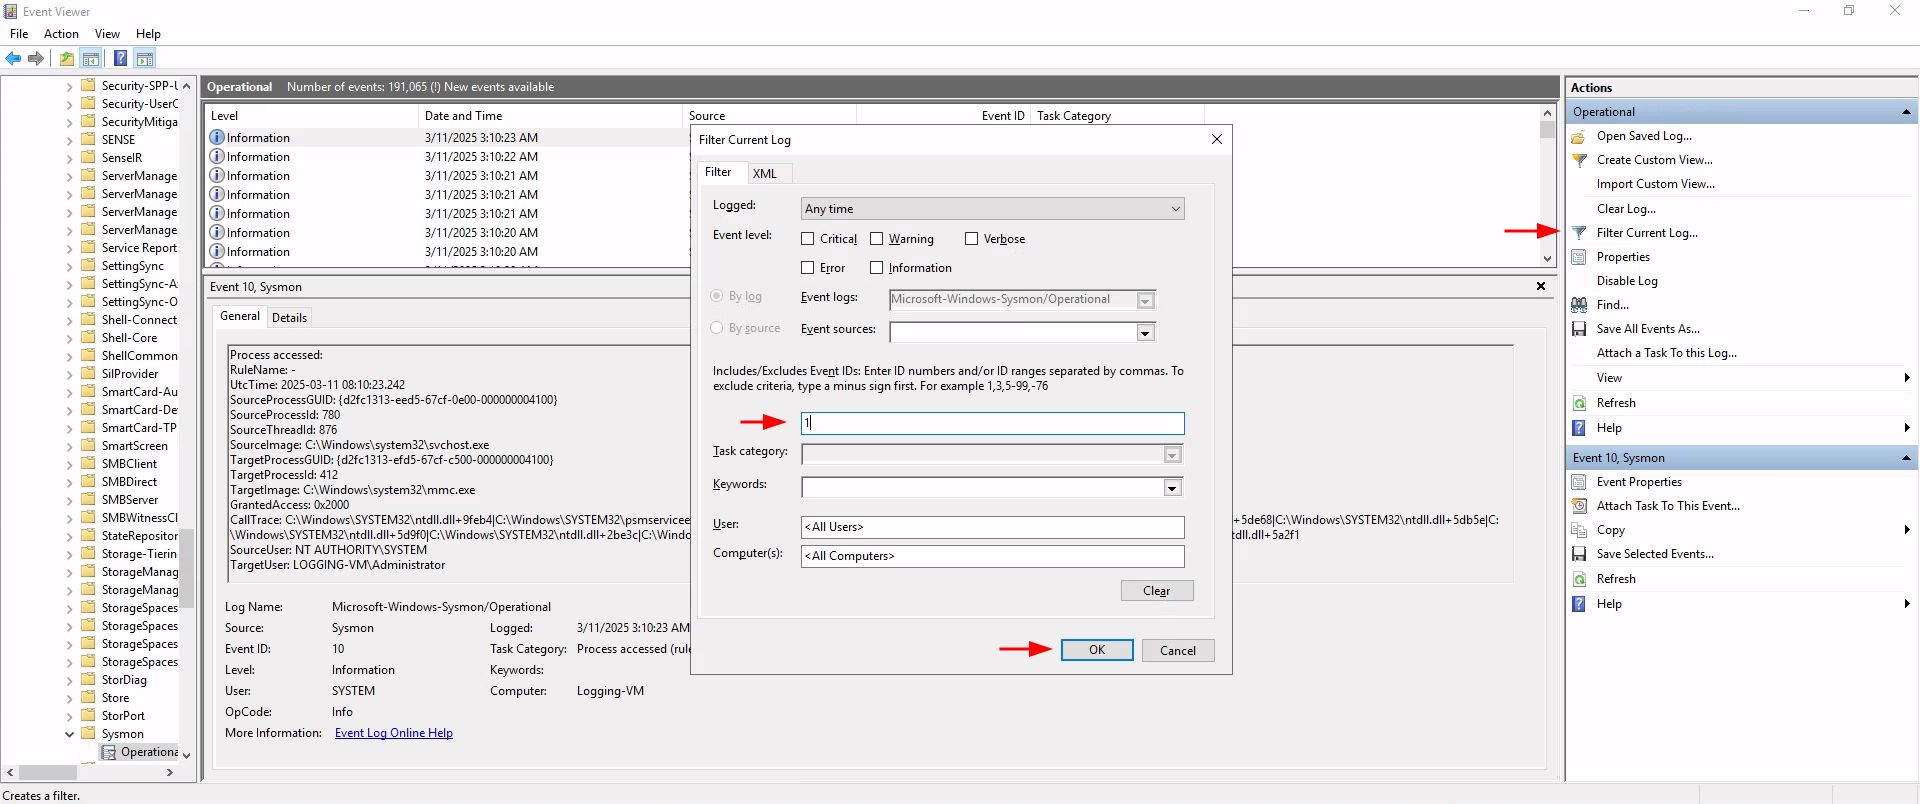 Event Viewer
File Action View Help
Security-SPP-U
Security-UserC
SecurityMitiga
SENSE
SenseIR
ServerManage
ServerManage
ServerManage
ServerManage
Service Report
SettingSync
SettingSync-A
SettingSync-O
Shell-Connect
Shell-Core
ShellCommon
SilProvider
SmartCard-Au
SmartCard-De
SmartCard-TP
SmartScreen
SMBClient
SMBDirect
SMBServer
SMBWitnessCl
StateRepositor
Storage-Tierin
StorageManag
StorageManag
StorageSpaces
StorageSpaces
StorageSpaces
StorageSpaces
StorDiag
Store
StorPort
Sysmon
Operationa
Operational Number of events: 191,065 (!) New events available
Level Date and Time Source Event ID Task Category
Information 3/11/2025 3:10:23 AM
Information 3/11/2025 3:10:22 AM
Information 3/11/2025 3:10:21 AM
Information 3/11/2025 3:10:21 AM
Information 3/11/2025 3:10:21 AM
Information 3/11/2025 3:10:20 AM
Information 3/11/2025 3:10:20 AM
Event 10, Sysmon
General Details
Process accessed:
RuleName: -
UtcTime: 2025-03-11 08:10:23.242
SourceProcessGUID: {d2fc1313-eed5-67cf-0e00-000000004100}
SourceProcessId: 780
SourceThreadId: 876
SourceImage: C:\Windows\system32\svchost.exe
TargetProcessGUID: {d2fc1313-efd5-67cf-c500-000000004100}
TargetProcessId: 412
TargetImage: C:\Windows\system32\mmc.exe
GrantedAccess: 0x2000
CallTrace: C:\Windows\SYSTEM32\ntdll.dll+9feb4|C:\Windows\SYSTEM32\psmservicee +5de68|C:\Windows\SYSTEM32\ntdll.dll+5db5e|C:
\Windows\SYSTEM32\ntdll.dll+5d9f0|C:\Windows\SYSTEM32\ntdll.dll+2be3c|C:\Windo tdll.dll+5a2f1
SourceUser: NT AUTHORITY\SYSTEM
TargetUser: LOGGING-VM\Administrator
Log Name: Microsoft-Windows-Sysmon/Operational
Source: Sysmon Logged: 3/11/2025 3:10:23 AM
Event ID: 10 Task Category: Process accessed (rule
Level: Information Keywords:
User: SYSTEM Computer: Logging-VM
OpCode: Info
More Information: Event Log Online Help
Filter Current Log
Filter XML
Logged: Any time
Event level: Critical Warning Verbose
Error Information
By log Event logs: Microsoft-Windows-Sysmon/Operational
By source Event sources:
Includes/Excludes Event IDs: Enter ID numbers and/or ID ranges separated by commas. To
exclude criteria, type a minus sign first. For example 1,3,5-99,-76
1
Task category:
Keywords:
User: <All Users>
Computer(s): <All Computers>
Clear
OK Cancel
Actions
Operational
Open Saved Log...
Create Custom View...
Import Custom View...
Clear Log...
Filter Current Log...
Properties
Disable Log
Find...
Save All Events As...
Attach a Task To this Log...
View
Refresh
Help
Event 10, Sysmon
Event Properties
Attach Task To This Event...
Copy
Save Selected Events...
Refresh
Help
Creates a filter.